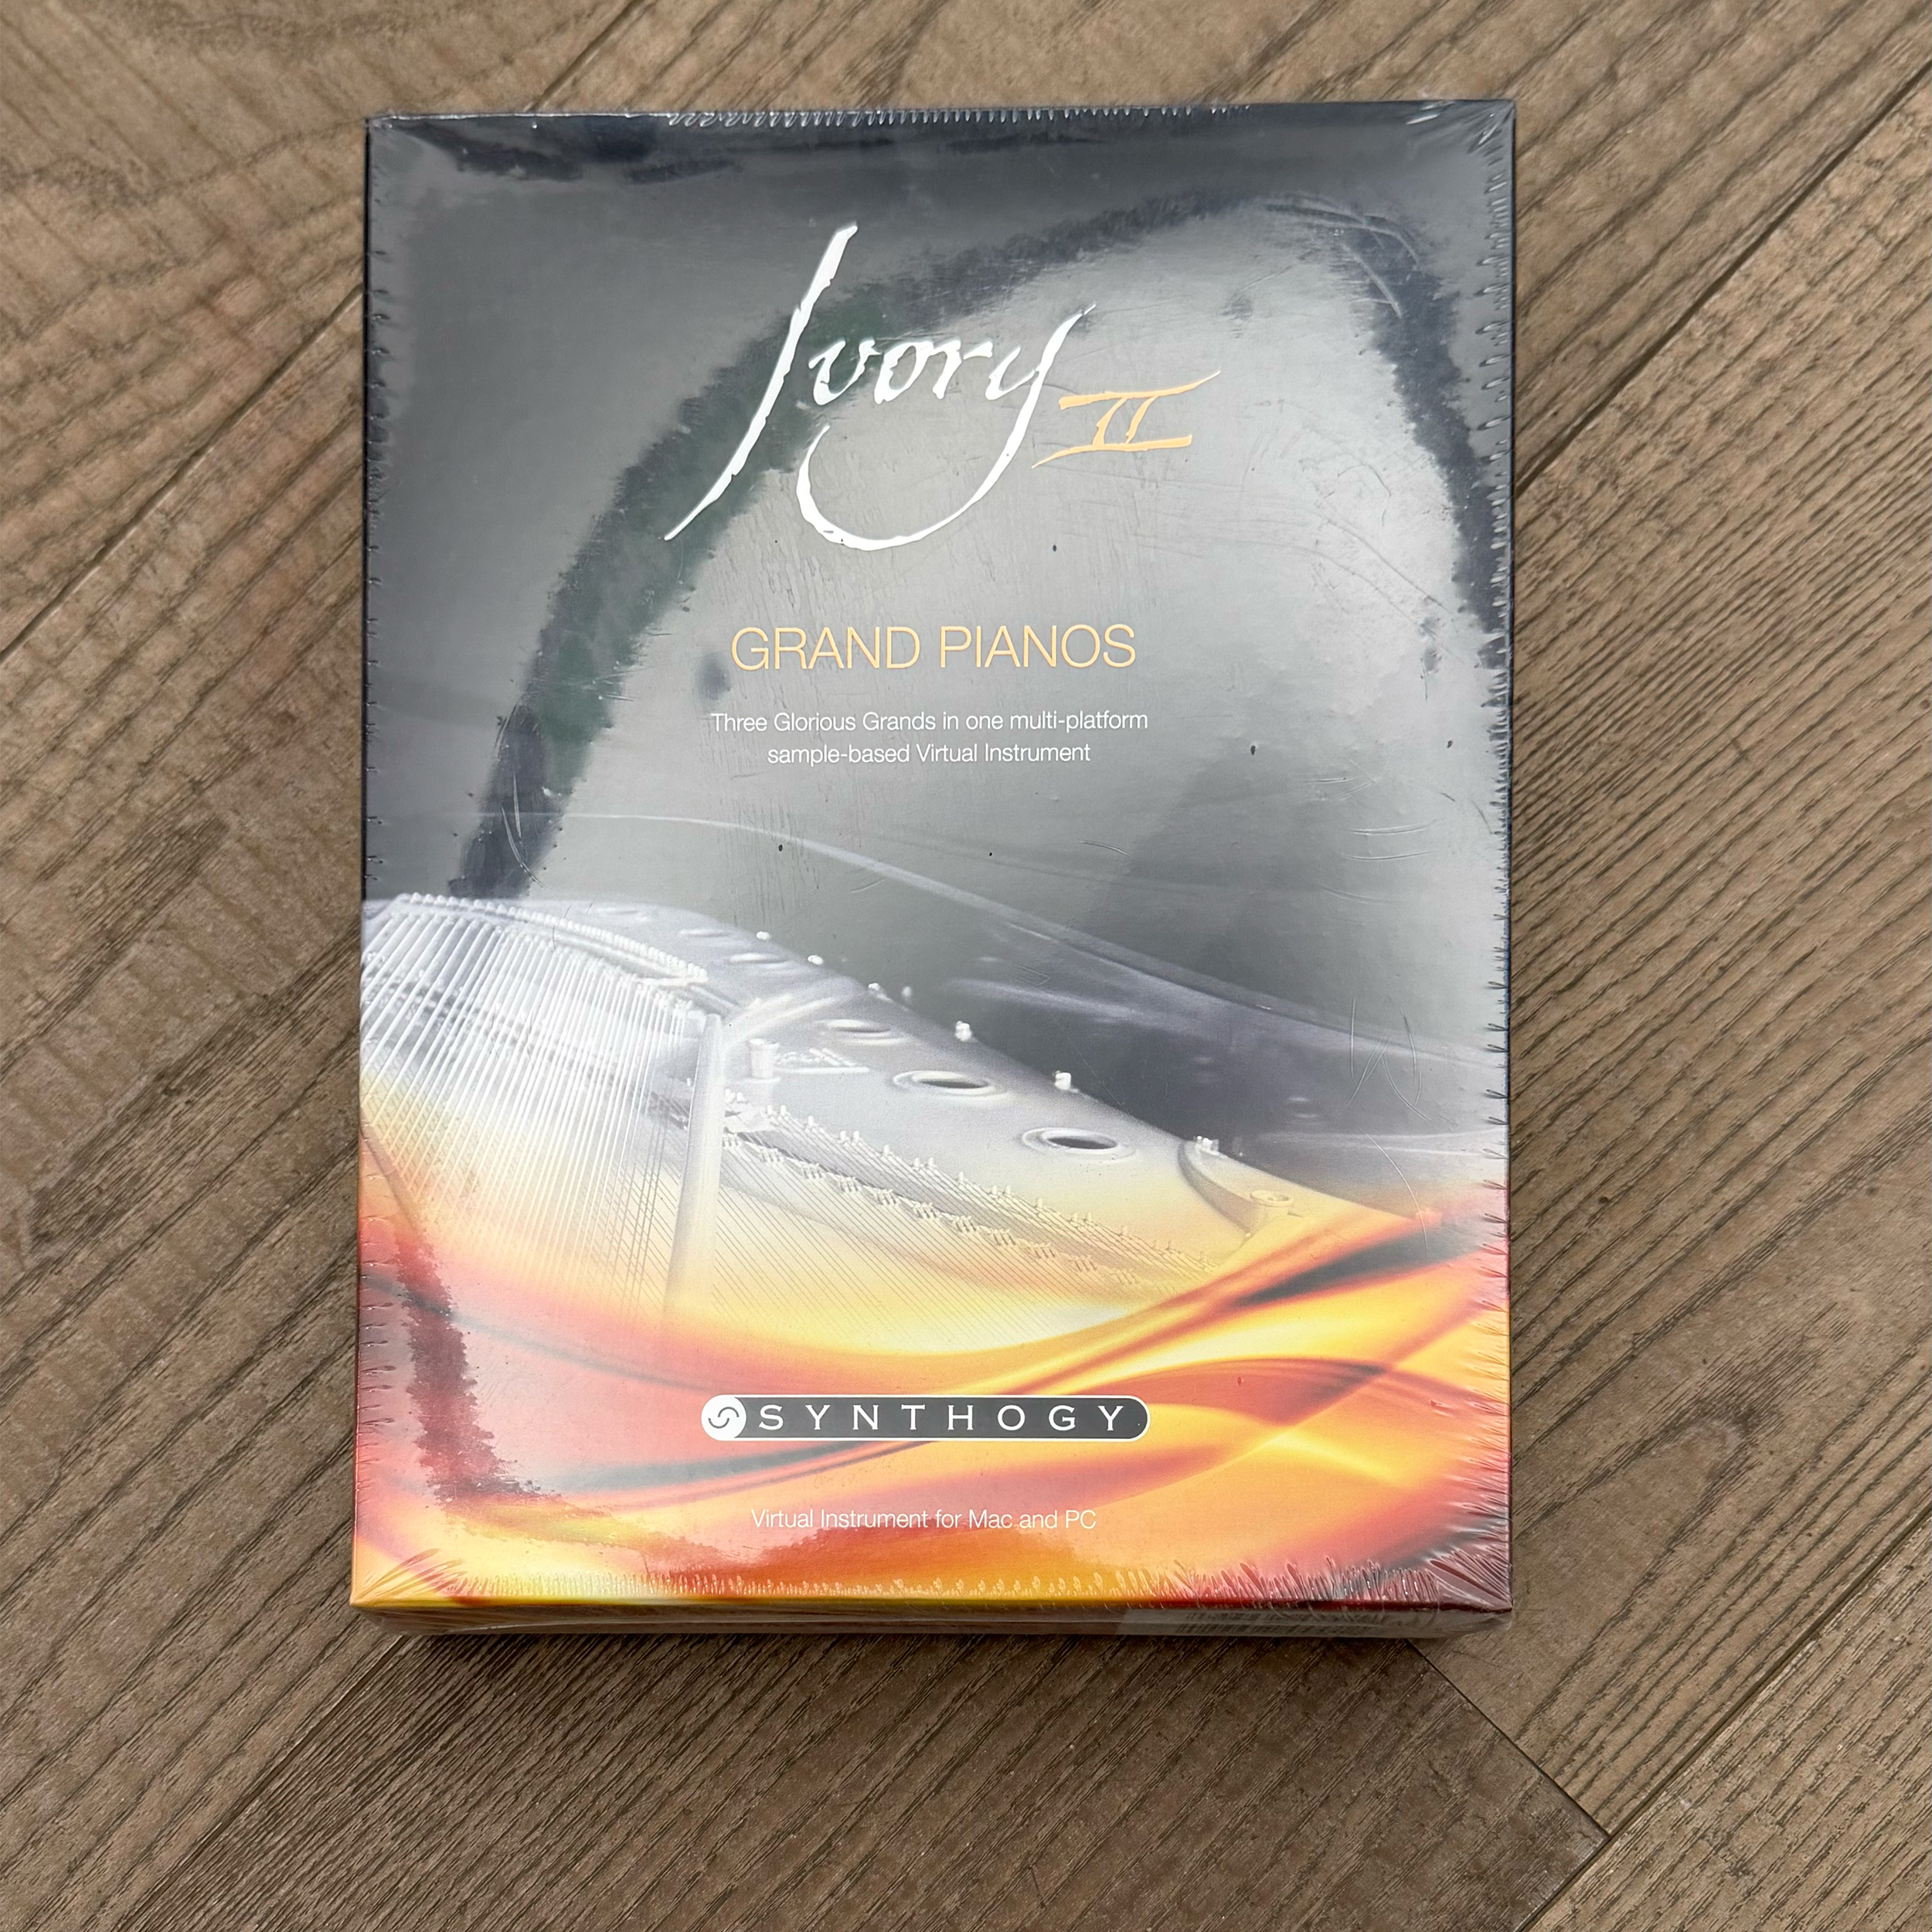 Ivory II
GRAND PIANOS
Three Glorious Grands in one multi-platform
sample-based Virtual Instrument
SYNTHOGY
Virtual Instrument for Mac and PC